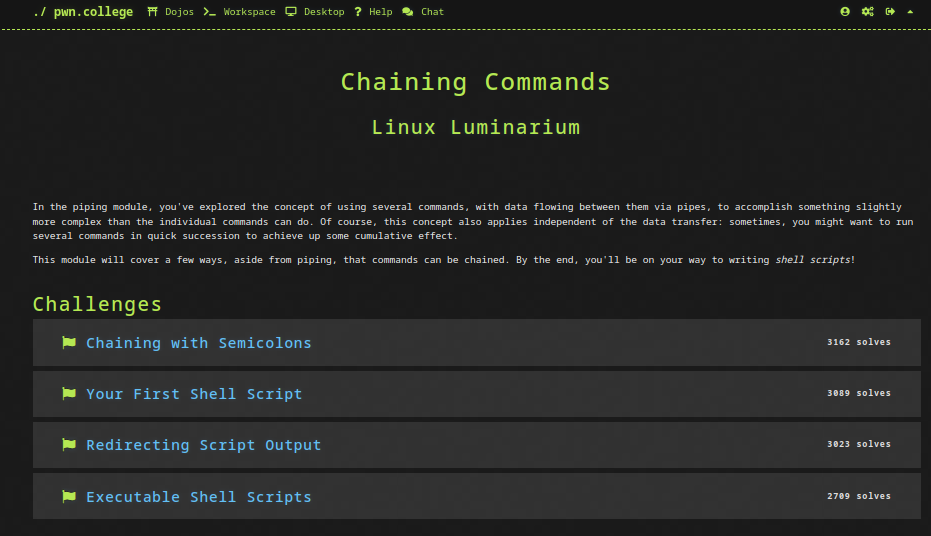 ./ pwn.college Dojos Workspace Desktop Help Chat
Chaining Commands
Linux Luminarium
In the piping module, you've explored the concept of using several commands, with data flowing between them via pipes, to accomplish something slightly
more complex than the individual commands can do. Of course, this concept also applies independent of the data transfer: sometimes, you might want to run
several commands in quick succession to achieve up some cumulative effect.
This module will cover a few ways, aside from piping, that commands can be chained. By the end, you'll be on your way to writing shell scripts!
Challenges
Chaining with Semicolons 3162 solves
Your First Shell Script 3089 solves
Redirecting Script Output 3023 solves
Executable Shell Scripts 2709 solves